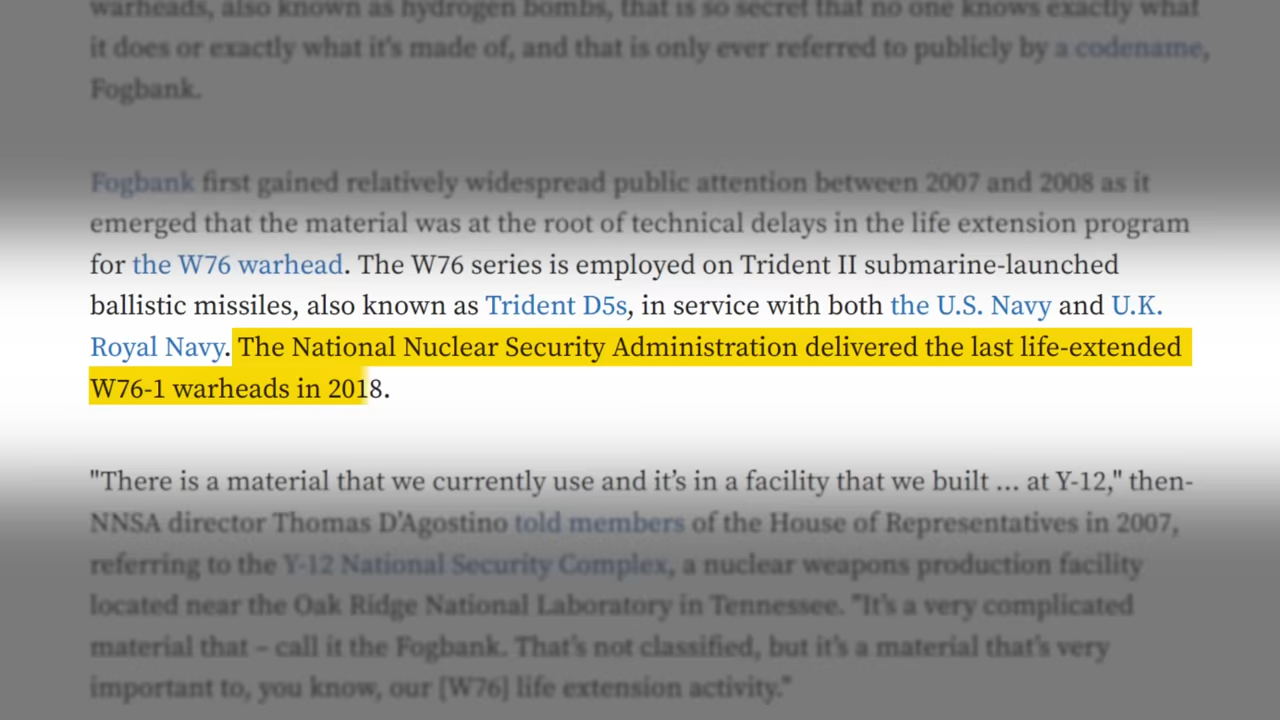 warheads, also known as hydrogen bombs, that is so secret that no one knows exactly what
it does or exactly what it's made of, and that is only ever referred to publicly by a codename,
Fogbank.
Fogbank first gained relatively widespread public attention between 2007 and 2008 as it
emerged that the material was at the root of technical delays in the life extension program
for the W76 warhead. The W76 series is employed on Trident II submarine-launched
ballistic missiles, also known as Trident D5s, in service with both the U.S. Navy and U.K.
Royal Navy. The National Nuclear Security Administration delivered the last life-extended
W76-1 warheads in 2018.
"There is a material that we currently use and it's in a facility that we built ... at Y-12," then-
NNSA director Thomas D'Agostino told members of the House of Representatives in 2007,
referring to the Y-12 National Security Complex, a nuclear weapons production facility
located near the Oak Ridge National Laboratory in Tennessee. "It's a very complicated
material that – call it the Fogbank. That's not classified, but it's a material that's very
important to, you know, our [W76] life extension activity."